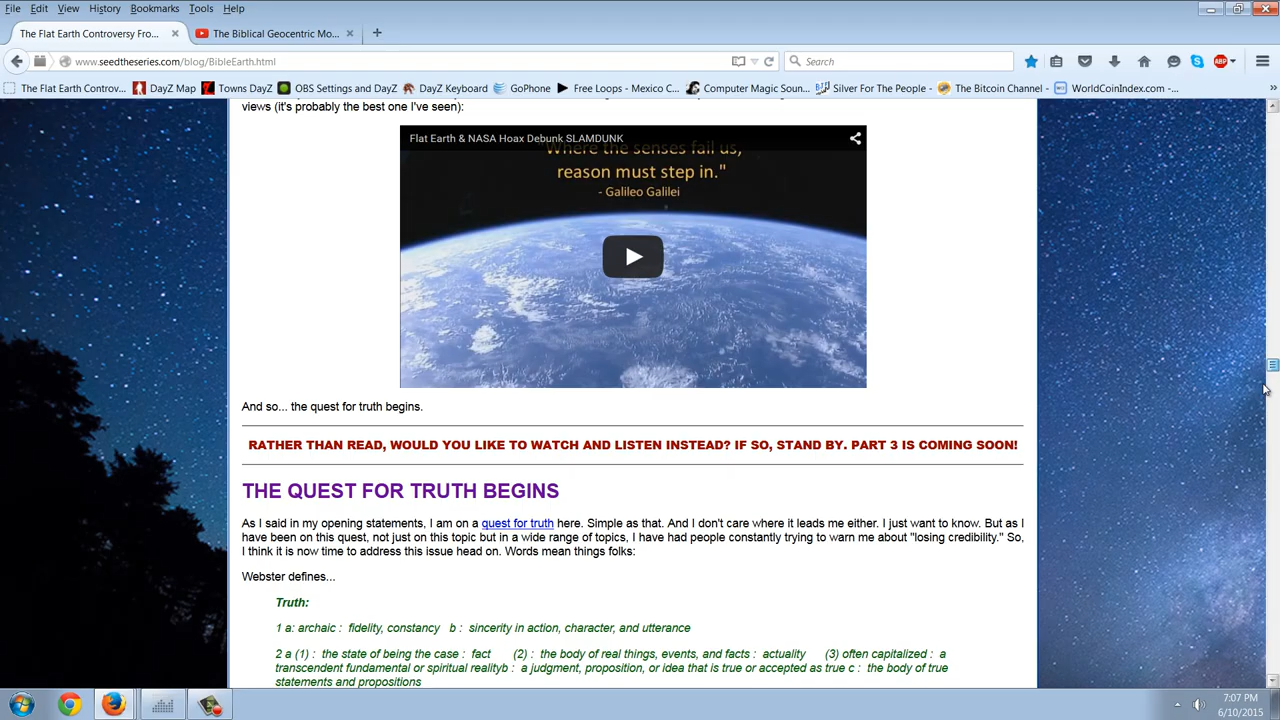 File Edit View History Bookmarks Tools Help
The Flat Earth Controversy Fro... × The Biblical Geocentric Mo... × +
www.seedtheseries.com/blog/BibleEarth.html Search
The Flat Earth Controv... DayZ Map TownsDayZ OBS Settings and DayZ DayZ Keyboard GoPhone Free Loops - Mexico C... Computer Magic Soun... Silver For The People - The Bitcoin Channel - WorldCoinIndex.com -...
views (it's probably the best one I've seen):
Flat Earth & NASA Hoax Debunk SLAMDUNK
"Where the senses fail us,
reason must step in."
- Galileo Galilei
And so... the quest for truth begins.
RATHER THAN READ, WOULD YOU LIKE TO WATCH AND LISTEN INSTEAD? IF SO, STAND BY. PART 3 IS COMING SOON!
THE QUEST FOR TRUTH BEGINS
As I said in my opening statements, I am on a quest for truth here. Simple as that. And I don't care where it leads me either. I just want to know. But as I
have been on this quest, not just on this topic but in a wide range of topics, I have had people constantly trying to warn me about "losing credibility." So,
I think it is now time to address this issue head on. Words mean things folks:
Webster defines...
Truth:
1 a: archaic : fidelity, constancy b : sincerity in action, character, and utterance
2 a (1) : the state of being the case : fact (2) : the body of real things, events, and facts : actuality (3) often capitalized : a
transcendent fundamental or spiritual realityb : a judgment, proposition, or idea that is true or accepted as true c : the body of true
statements and propositions
7:07 PM
6/10/2015